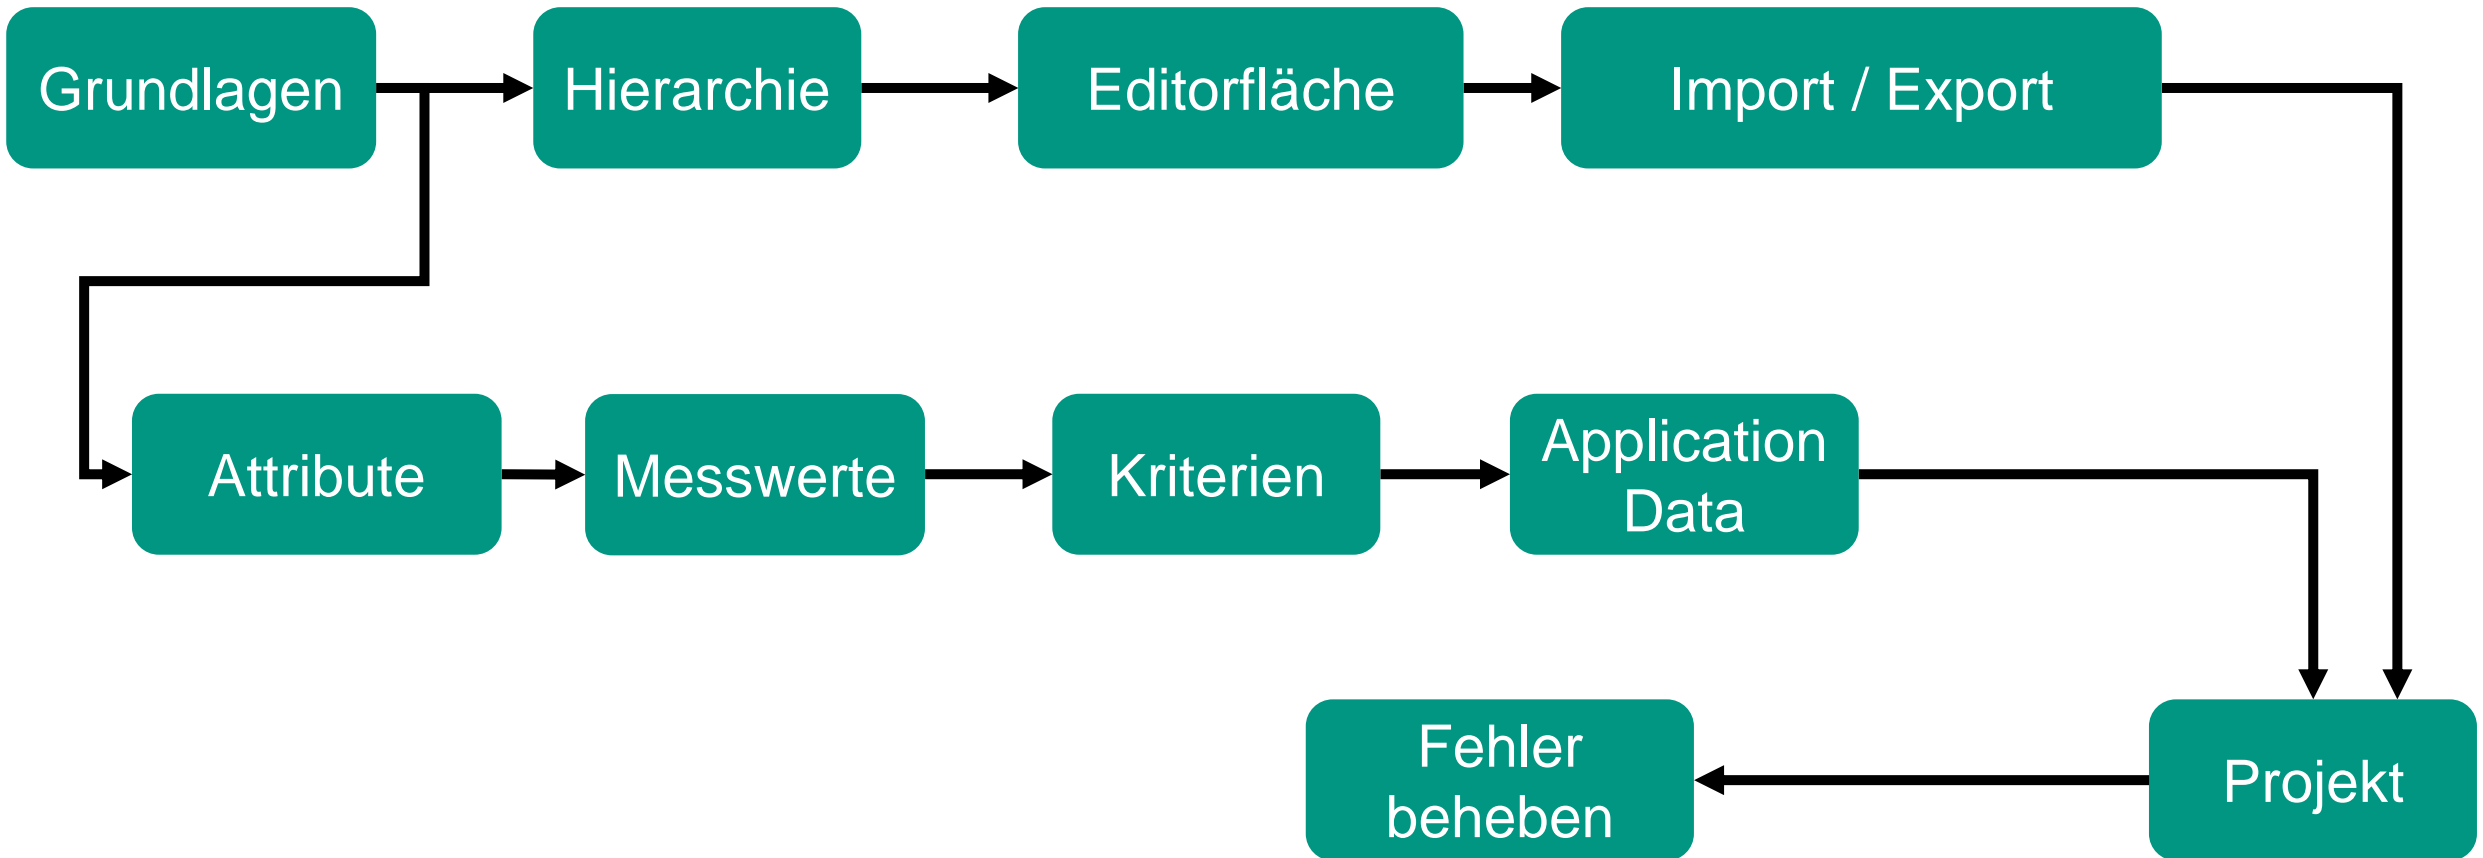 Grundlagen
Hierarchie
Editorfläche
Import / Export
Attribute
Messwerte
Kriterien
Application
Data
Fehler
beheben
Projekt